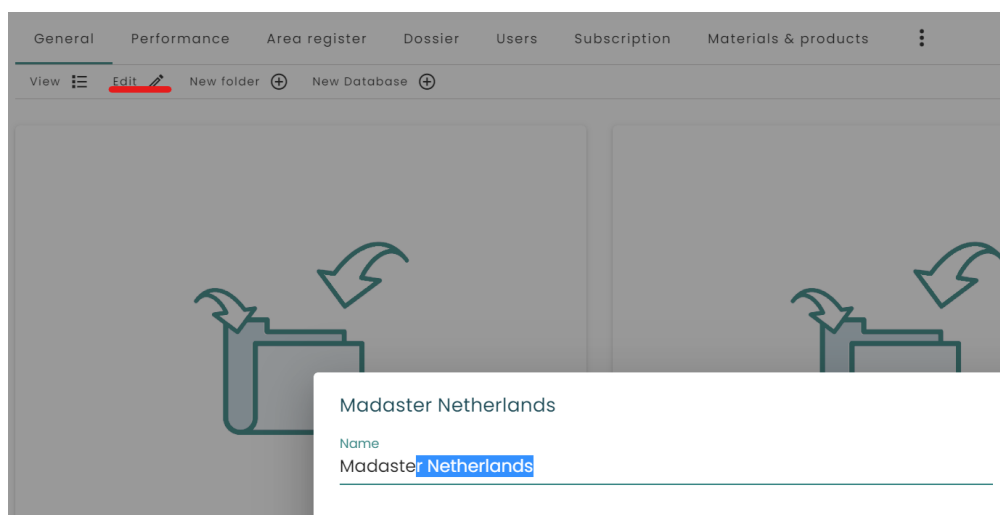 General Performance Area register Dossier Users Subscription Materials & products
View Edit New folder New Database
Madaster Netherlands
Name
Madaster Netherlands